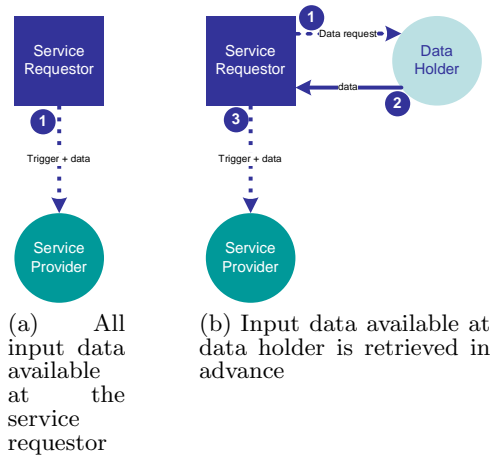 Service
Requestor
1
Trigger + data
Service
Provider
(a) All
input data
available
at the
service
requestor
Service
Requestor
1
Data request
Data
Holder
data
2
3
Trigger + data
Service
Provider
(b) Input data available at
data holder is retrieved in
advance